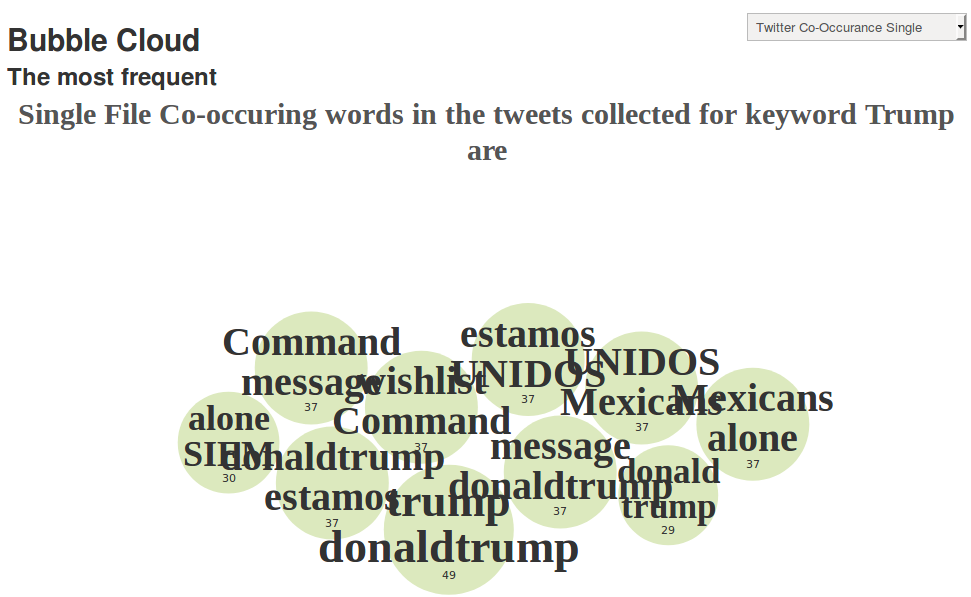 Bubble Cloud
Twitter Co-Occurance Single
The most frequent
Single File Co-occuring words in the tweets collected for keyword Trump
are
Command
message
37
wishlist
Command
37
estamos
UNIDOS
37
UNIDOS
Mexicans
37
Mexicans
alone
37
alone
SIEM
30
donaldtrump
estamos
37
message
donaldtrump
37
donald
trump
29
trump
donaldtrump
49